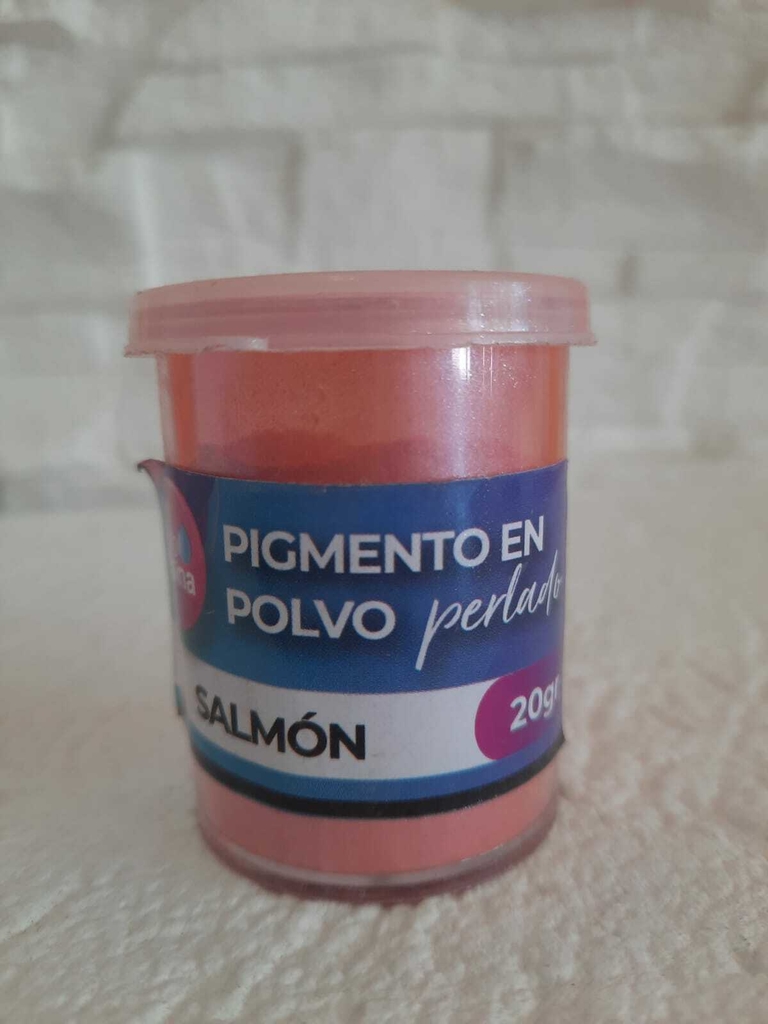 PIGMENTO EN
POLVO perlado
SALMÓN
20gr